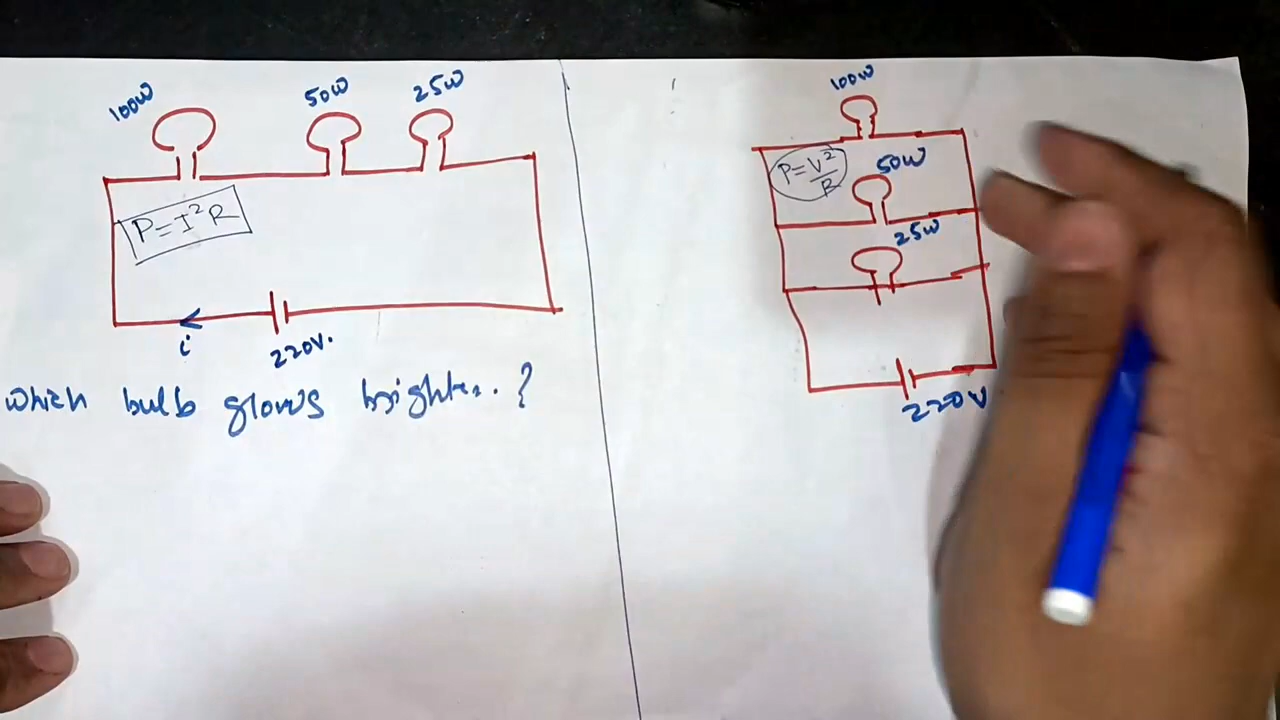 100W
50W
25W
P=I²R
i
220V.
which bulb glows brighter.?
100W
P=V²/R
50W
25W
220V